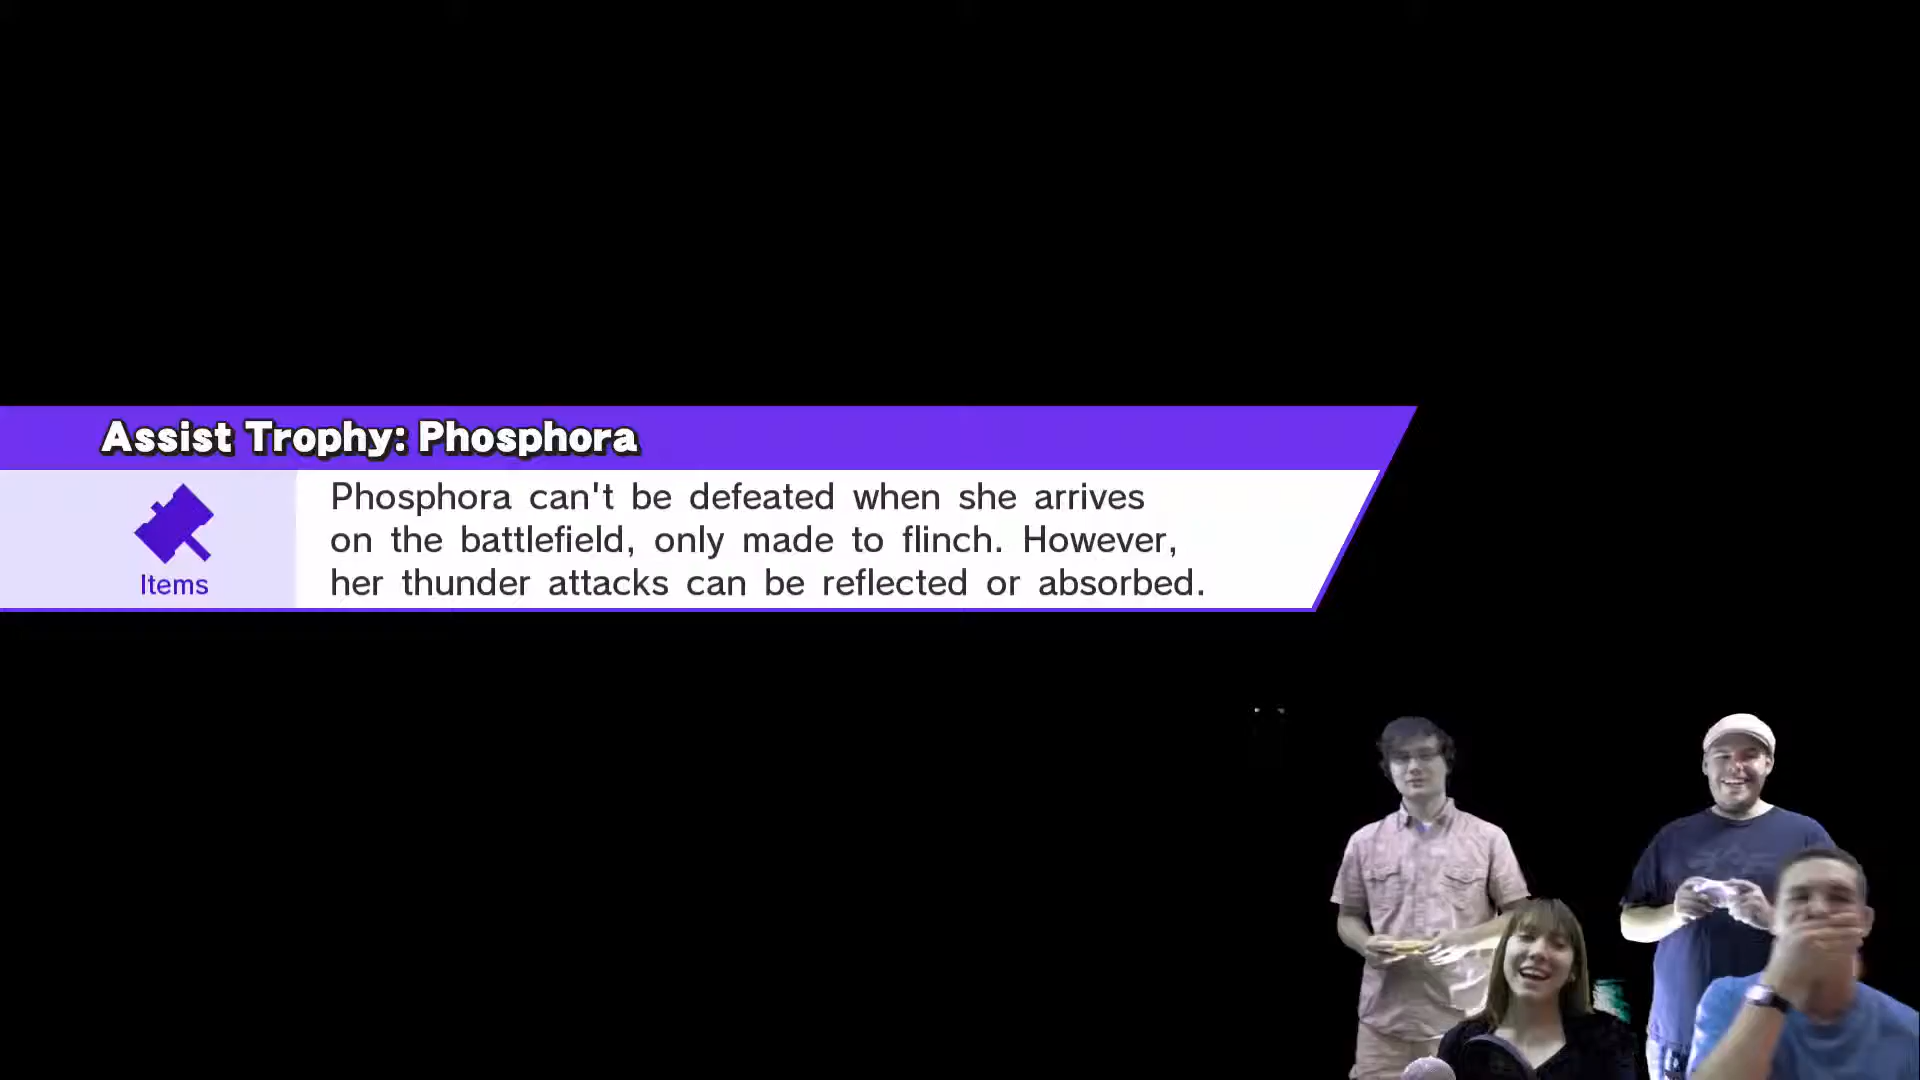 Assist Trophy: Phosphora
Items
Phosphora can't be defeated when she arrives
on the battlefield, only made to flinch. However,
her thunder attacks can be reflected or absorbed.